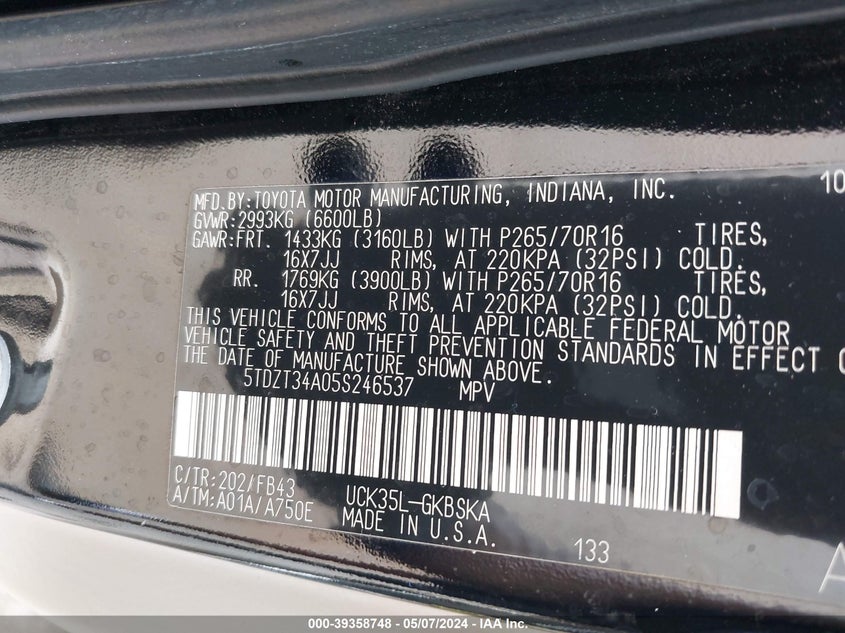 MFD.BY:TOYOTA MOTOR MANUFACTURING, INDIANA, INC. 10
GVWR:2993KG (6600LB)
GAWR:FRT. 1433KG (3160LB) WITH P265/70R16 TIRES,
16X7JJ RIMS, AT 220KPA (32PSI) COLD.
RR. 1769KG (3900LB) WITH P265/70R16 TIRES,
16X7JJ RIMS, AT 220KPA (32PSI) COLD.
THIS VEHICLE CONFORMS TO ALL APPLICABLE FEDERAL MOTOR
VEHICLE SAFETY AND THEFT PREVENTION STANDARDS IN EFFECT
THE DATE OF MANUFACTURE SHOWN ABOVE.
5TDZT34A05S246537 MPV
C/TR:202/FB43 UCK35L-GKBSKA
A/TM:A01A/A750E MADE IN U.S.A.
133
000-39358748 - 05/07/2024 - IAA Inc.